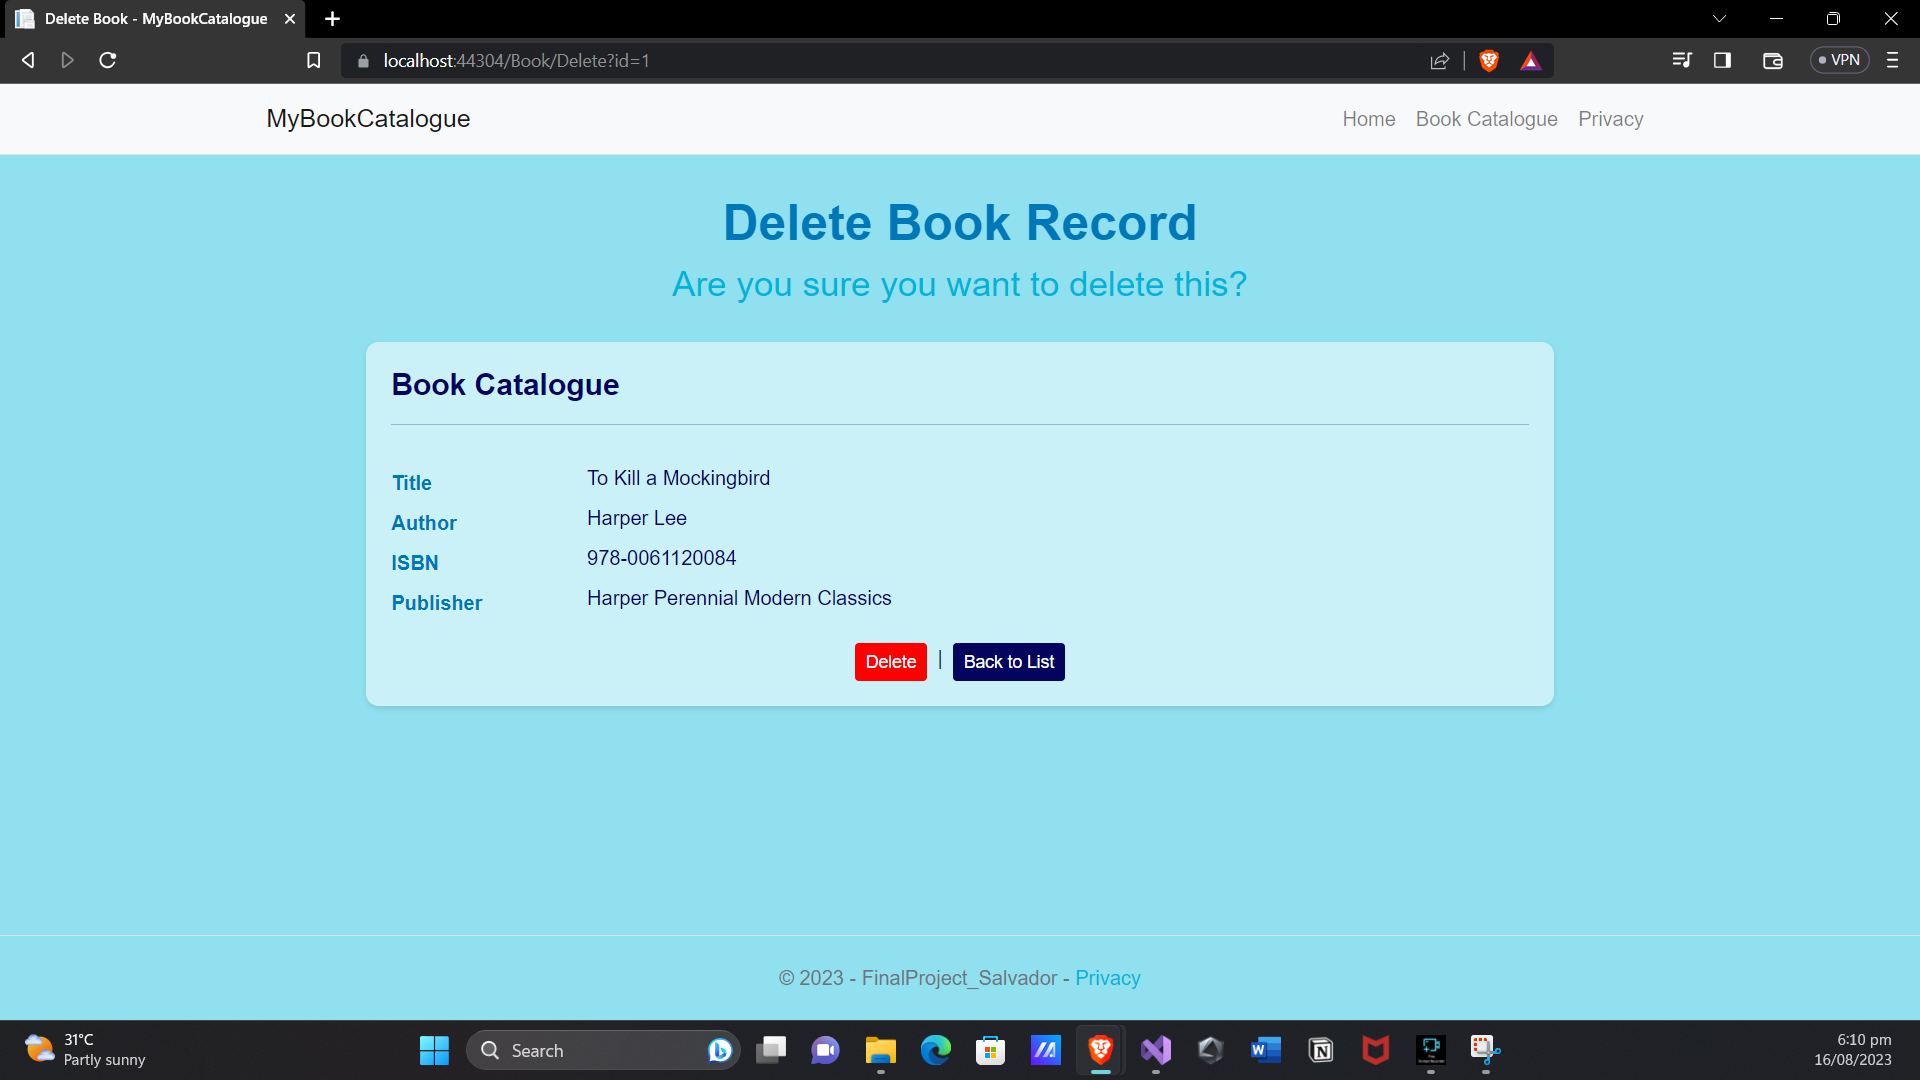 Delete Book - MyBookCatalogue
localhost:44304/Book/Delete?id=1
VPN
MyBookCatalogue
Home
Book Catalogue
Privacy
Delete Book Record
Are you sure you want to delete this?
Book Catalogue
Title To Kill a Mockingbird
Author Harper Lee
ISBN 978-0061120084
Publisher Harper Perennial Modern Classics
Delete | Back to List
© 2023 - FinalProject_Salvador - Privacy
31°C
Partly sunny
Search
6:10 pm
16/08/2023